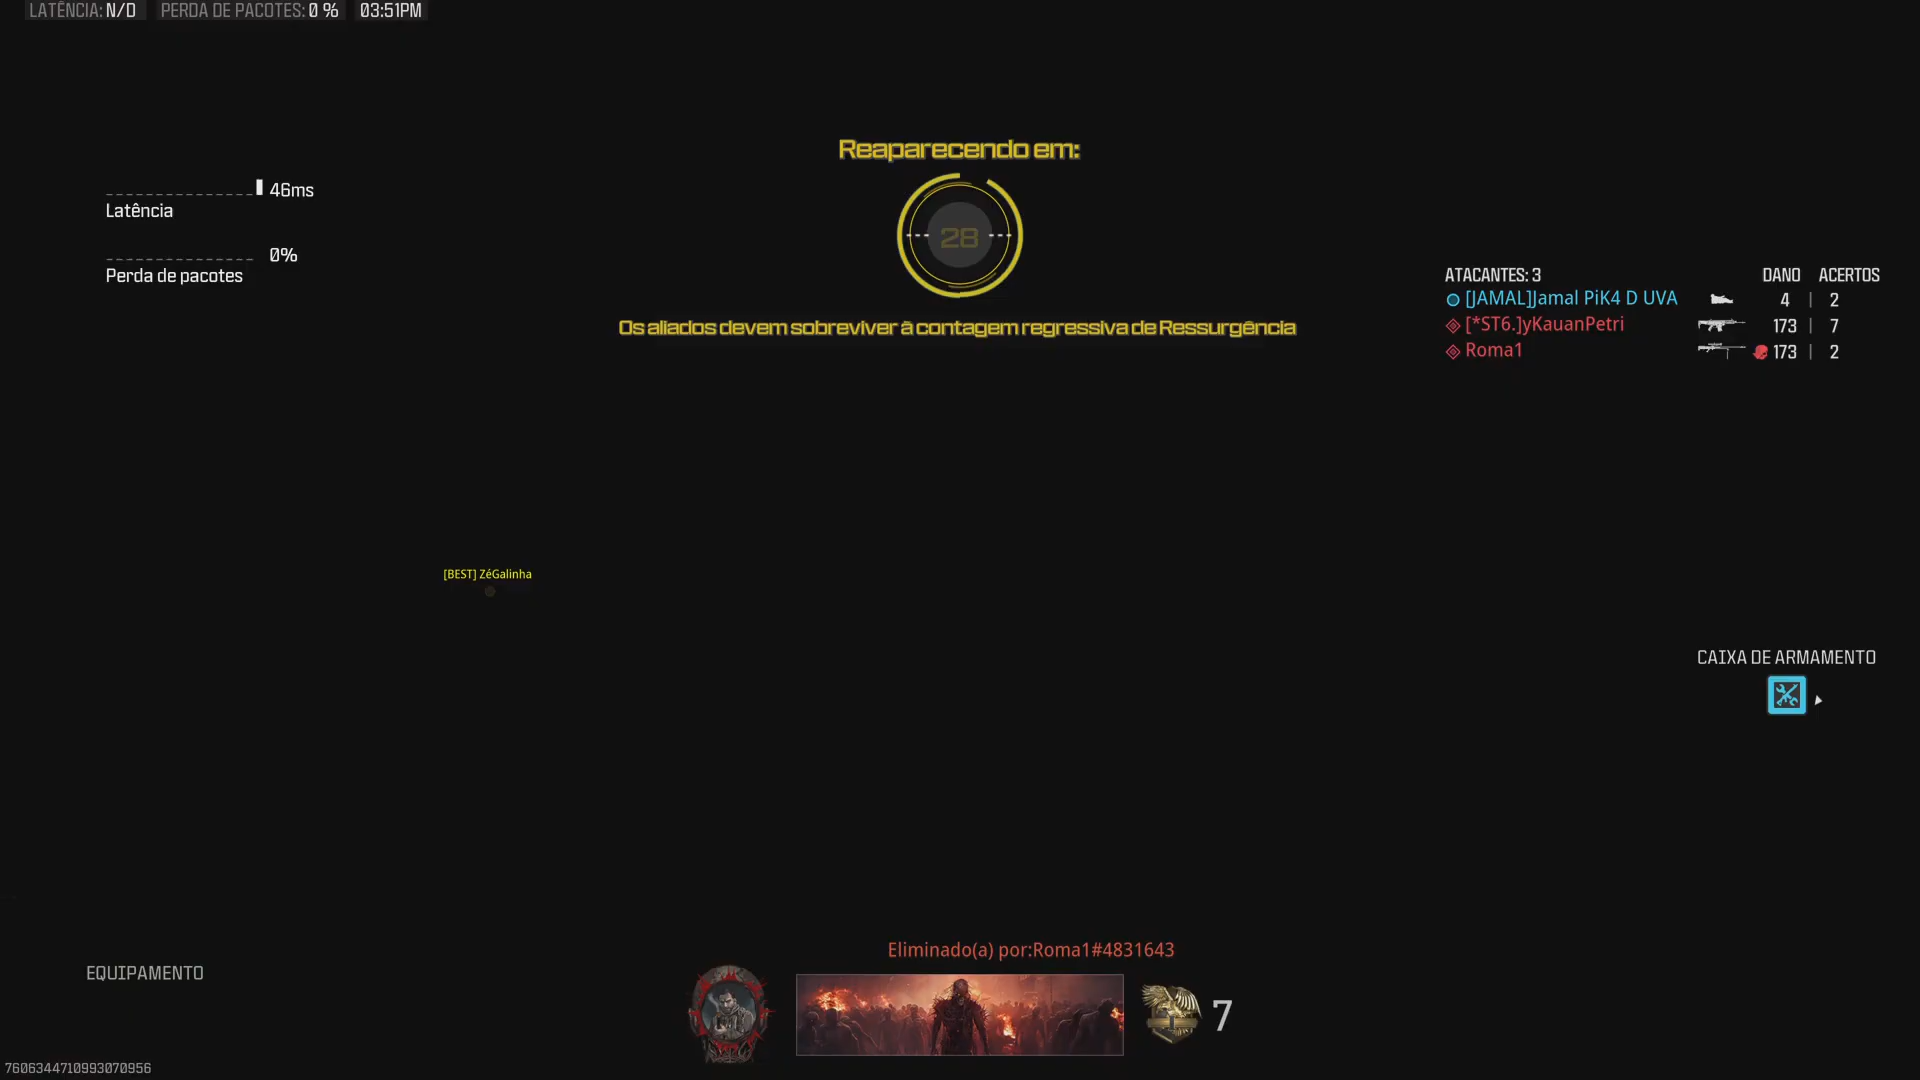 LATÊNCIA: N/D PERDA DE PACOTES: 0 % 03:51PM
Reaparecendo em:
28
Os aliados devem sobreviver à contagem regressiva de Ressurgência
46ms
Latência
0%
Perda de pacotes
ATACANTES: 3 DANO ACERTOS
[JAMAL]Jamal PiK4 D UVA 4 | 2
[*ST6.]yKauanPetri 173 | 7
Roma1 173 | 2
[BEST] ZéGalinha
CAIXA DE ARMAMENTO
Eliminado(a) por:Roma1#4831643
EQUIPAMENTO
7
7606344710993070956